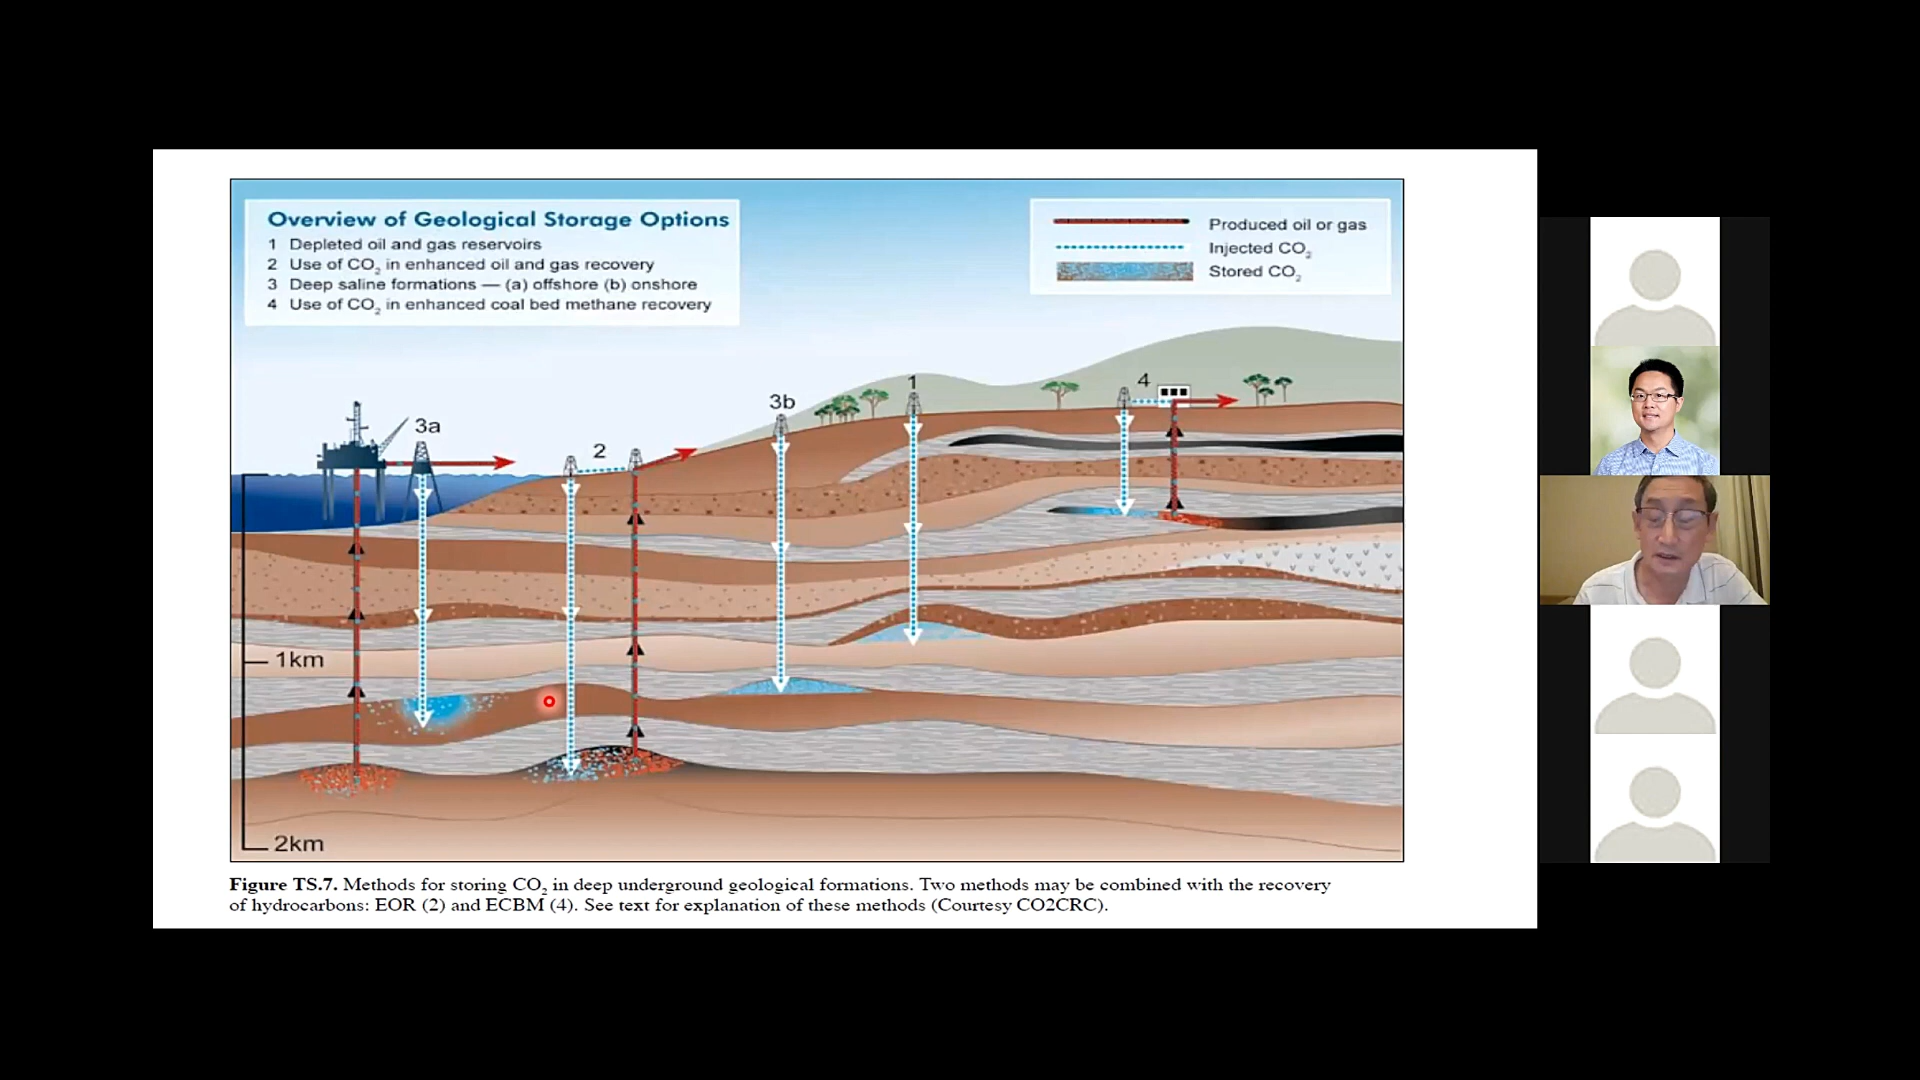 Overview of Geological Storage Options
1 Depleted oil and gas reservoirs
2 Use of CO₂ in enhanced oil and gas recovery
3 Deep saline formations — (a) offshore (b) onshore
4 Use of CO₂ in enhanced coal bed methane recovery
Produced oil or gas
Injected CO₂
Stored CO₂
1
4
3b
3a
2
1km
2km
Figure TS.7. Methods for storing CO₂ in deep underground geological formations. Two methods may be combined with the recovery
of hydrocarbons: EOR (2) and ECBM (4). See text for explanation of these methods (Courtesy CO2CRC).